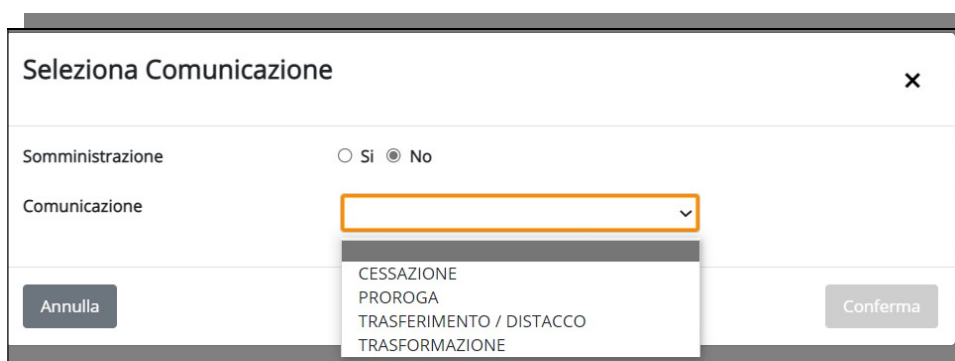 Seleziona Comunicazione
×
Somministrazione Si No
Comunicazione
CESSAZIONE
PROROGA
TRASFERIMENTO / DISTACCO
TRASFORMAZIONE
Annulla Conferma